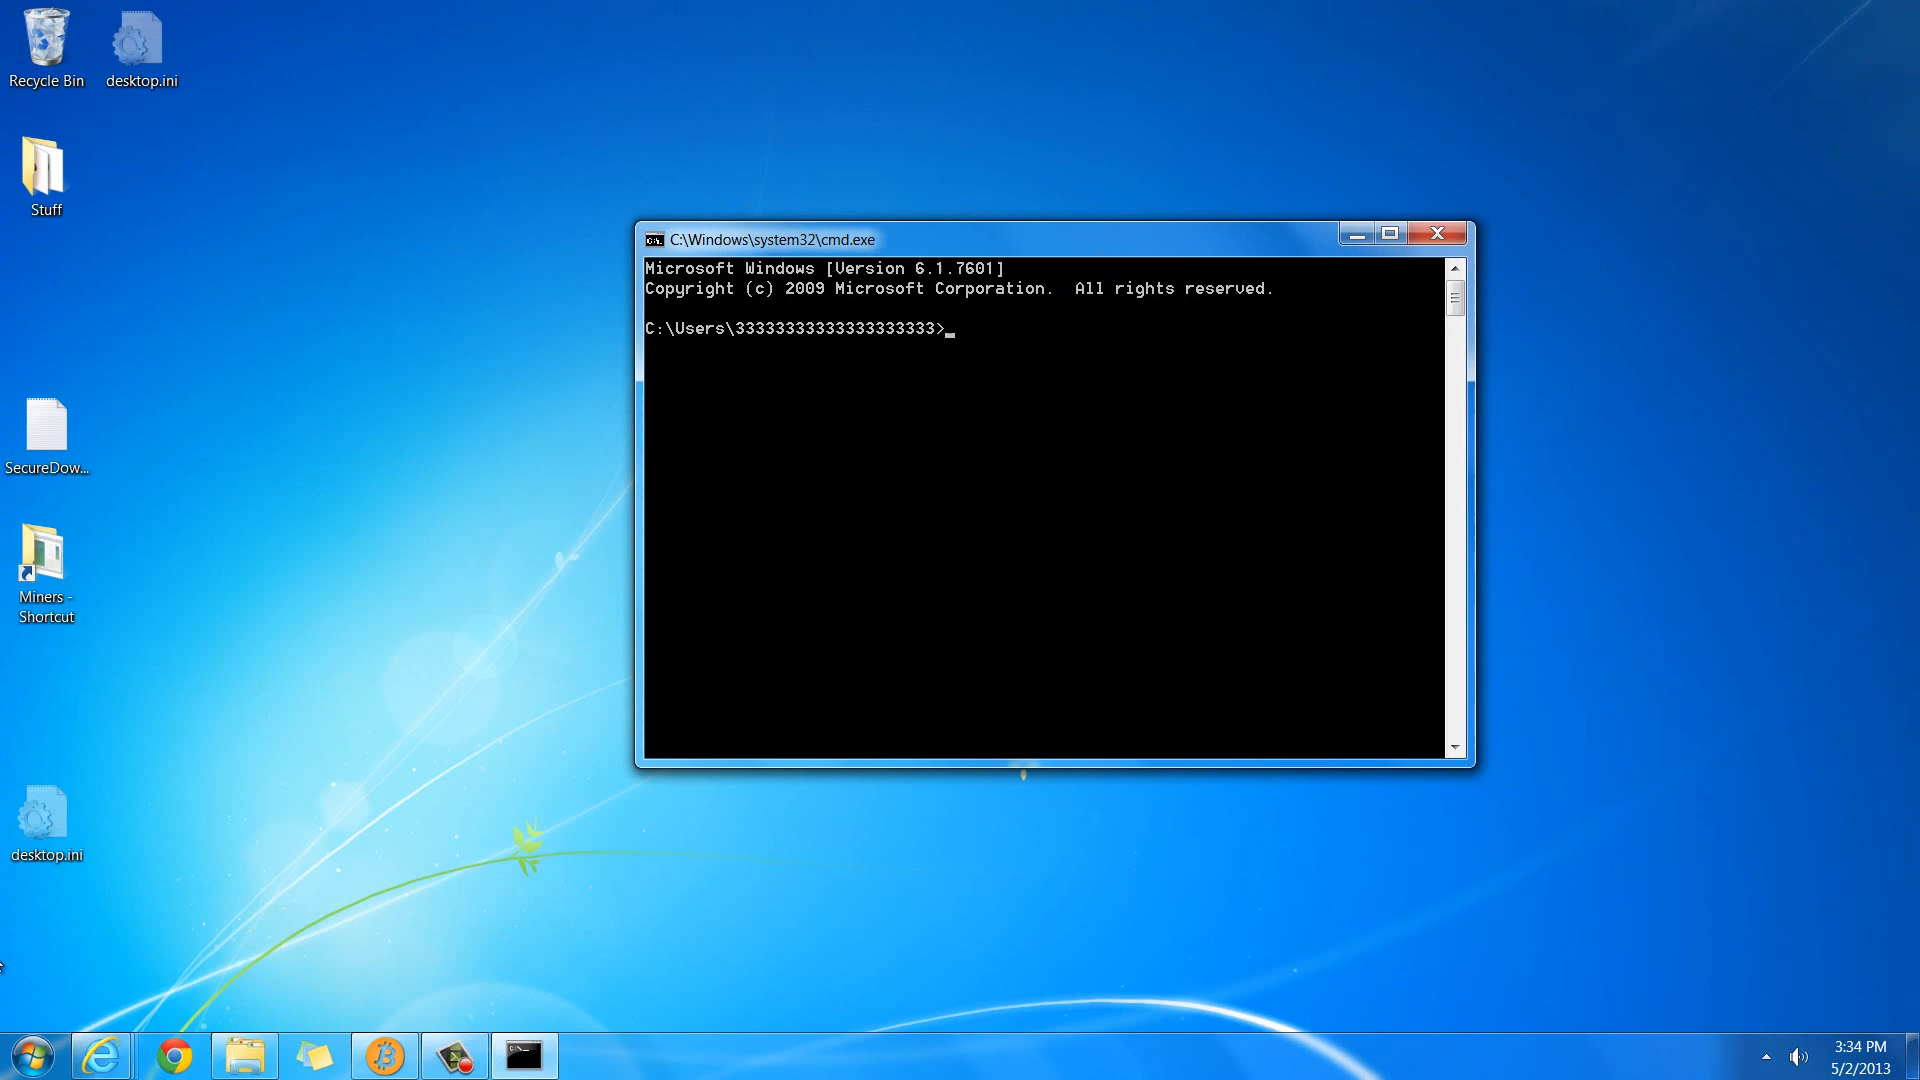 Recycle Bin
desktop.ini
Stuff
SecureDow...
Miners -
Shortcut
desktop.ini
C:\Windows\system32\cmd.exe
Microsoft Windows [Version 6.1.7601]
Copyright (c) 2009 Microsoft Corporation.  All rights reserved.
C:\Users\33333333333333333333>_
3:34 PM
5/2/2013